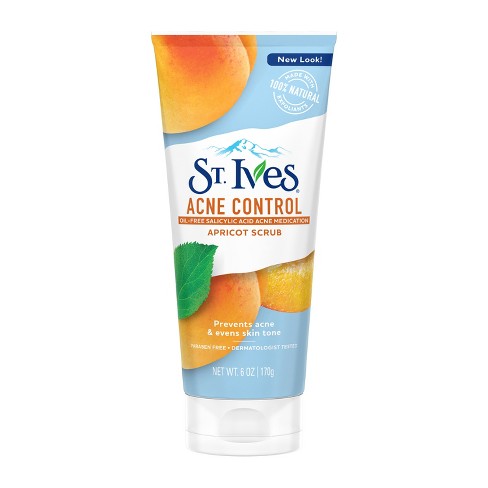 New Look!
MADE WITH
100% NATURAL
EXFOLIANTS
ST. IVES
ACNE CONTROL
OIL-FREE SALICYLIC ACID ACNE MEDICATION
APRICOT SCRUB
Prevents acne
& evens skin tone
PARABEN FREE • DERMATOLOGIST TESTED
NET WT. 6 OZ | 170g